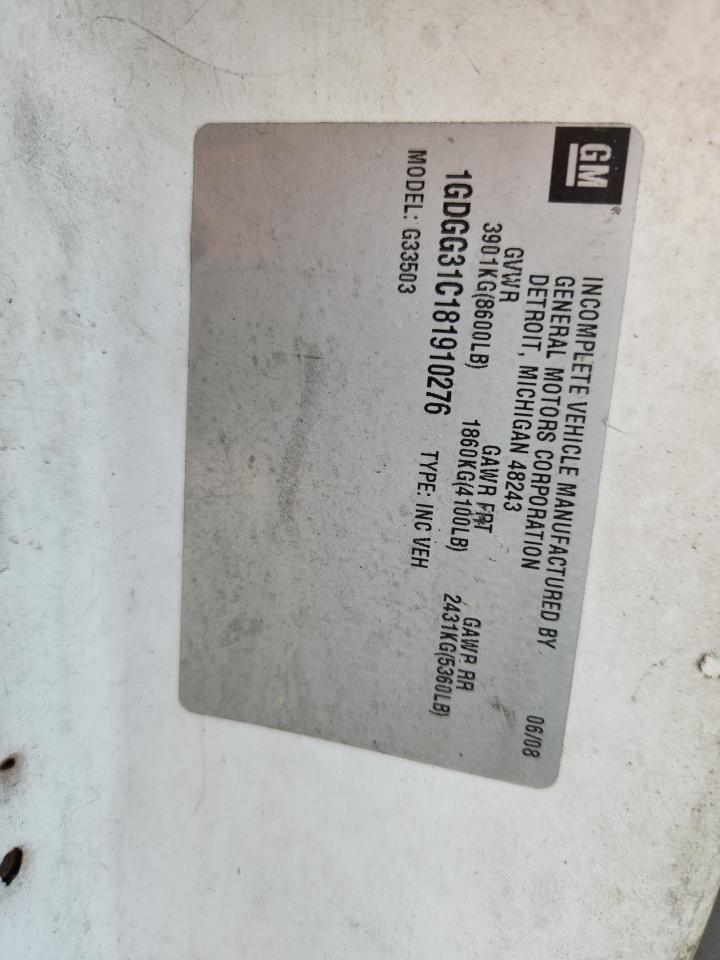 GM®
INCOMPLETE VEHICLE MANUFACTURED BY
GENERAL MOTORS CORPORATION
DETROIT, MICHIGAN 48243 06/08
GVWR GAWR FRT GAWR RR
3901KG(8600LB) 1860KG(4100LB) 2431KG(5360LB)
1GDGG31C181910276 TYPE: INC VEH
MODEL: G33503